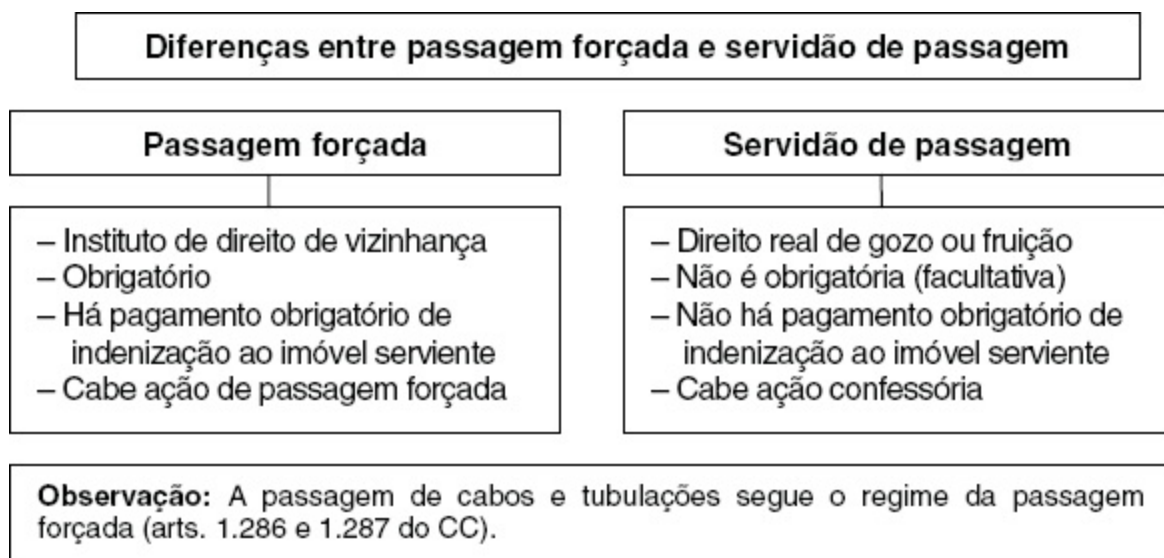 Diferenças entre passagem forçada e servidão de passagem
Passagem forçada
– Instituto de direito de vizinhança
– Obrigatório
– Há pagamento obrigatório de
indenização ao imóvel serviente
– Cabe ação de passagem forçada
Servidão de passagem
– Direito real de gozo ou fruição
– Não é obrigatória (facultativa)
– Não há pagamento obrigatório de
indenização ao imóvel serviente
– Cabe ação confessória
Observação: A passagem de cabos e tubulações segue o regime da passagem
forçada (arts. 1.286 e 1.287 do CC).